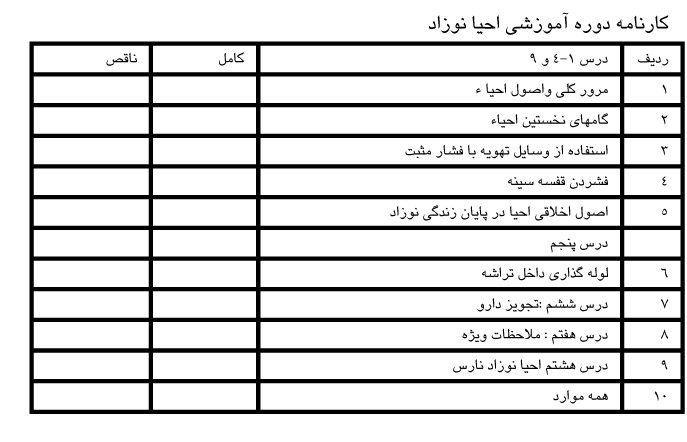 کارنامه دوره آموزشی احیا نوزاد
ردیف درس ۱-٤ و ۹ کامل ناقص
۱ مرور کلی واصول احیا ء
۲ گامهای نخستین احیاء
۳ استفاده از وسایل تهویه با فشار مثبت
٤ فشردن قفسه سینه
۵ اصول اخلاقی احیا در پایان زندگی نوزاد
درس پنجم
٦ لوله گذاری داخل تراشه
۷ درس ششم :تجویز دارو
۸ درس هفتم : ملاحظات ویژه
۹ درس هشتم احیا نوزاد نارس
۱۰ همه موارد